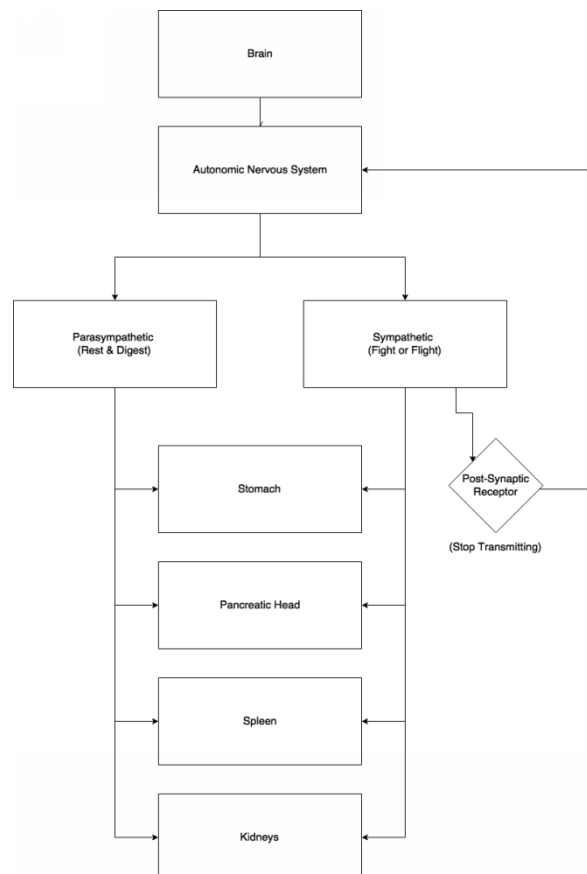 Brain
Autonomic Nervous System
Parasympathetic
(Rest & Digest)
Sympathetic
(Fight or Flight)
Stomach
Post-Synaptic
Receptor
(Stop Transmitting)
Pancreatic Head
Spleen
Kidneys